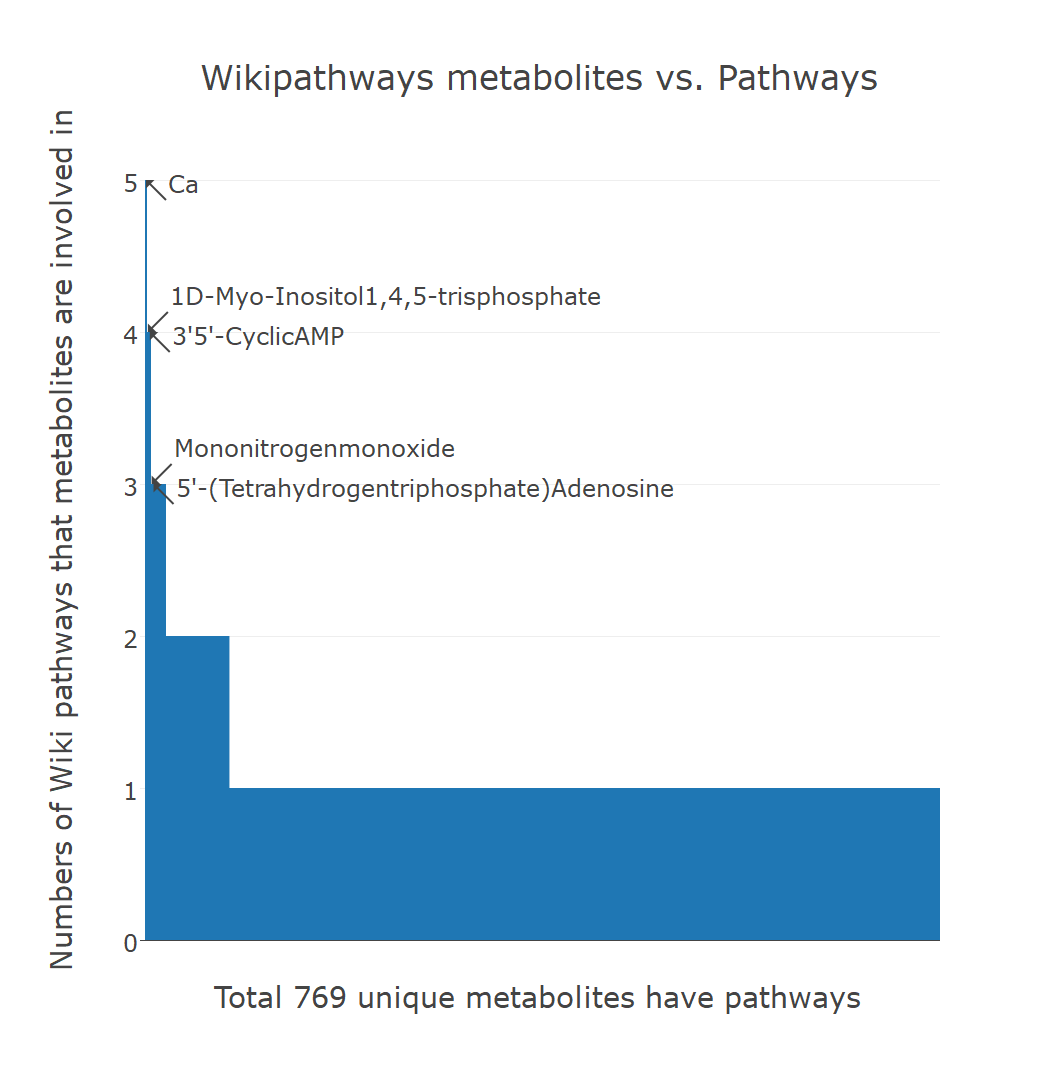 Wikipathways metabolites vs. Pathways
Numbers of Wiki pathways that metabolites are involved in
5
Ca
1D-Myo-Inositol1,4,5-trisphosphate
4
3'5'-CyclicAMP
Mononitrogenmonoxide
3
5'-(Tetrahydrogentriphosphate)Adenosine
2
1
0
Total 769 unique metabolites have pathways